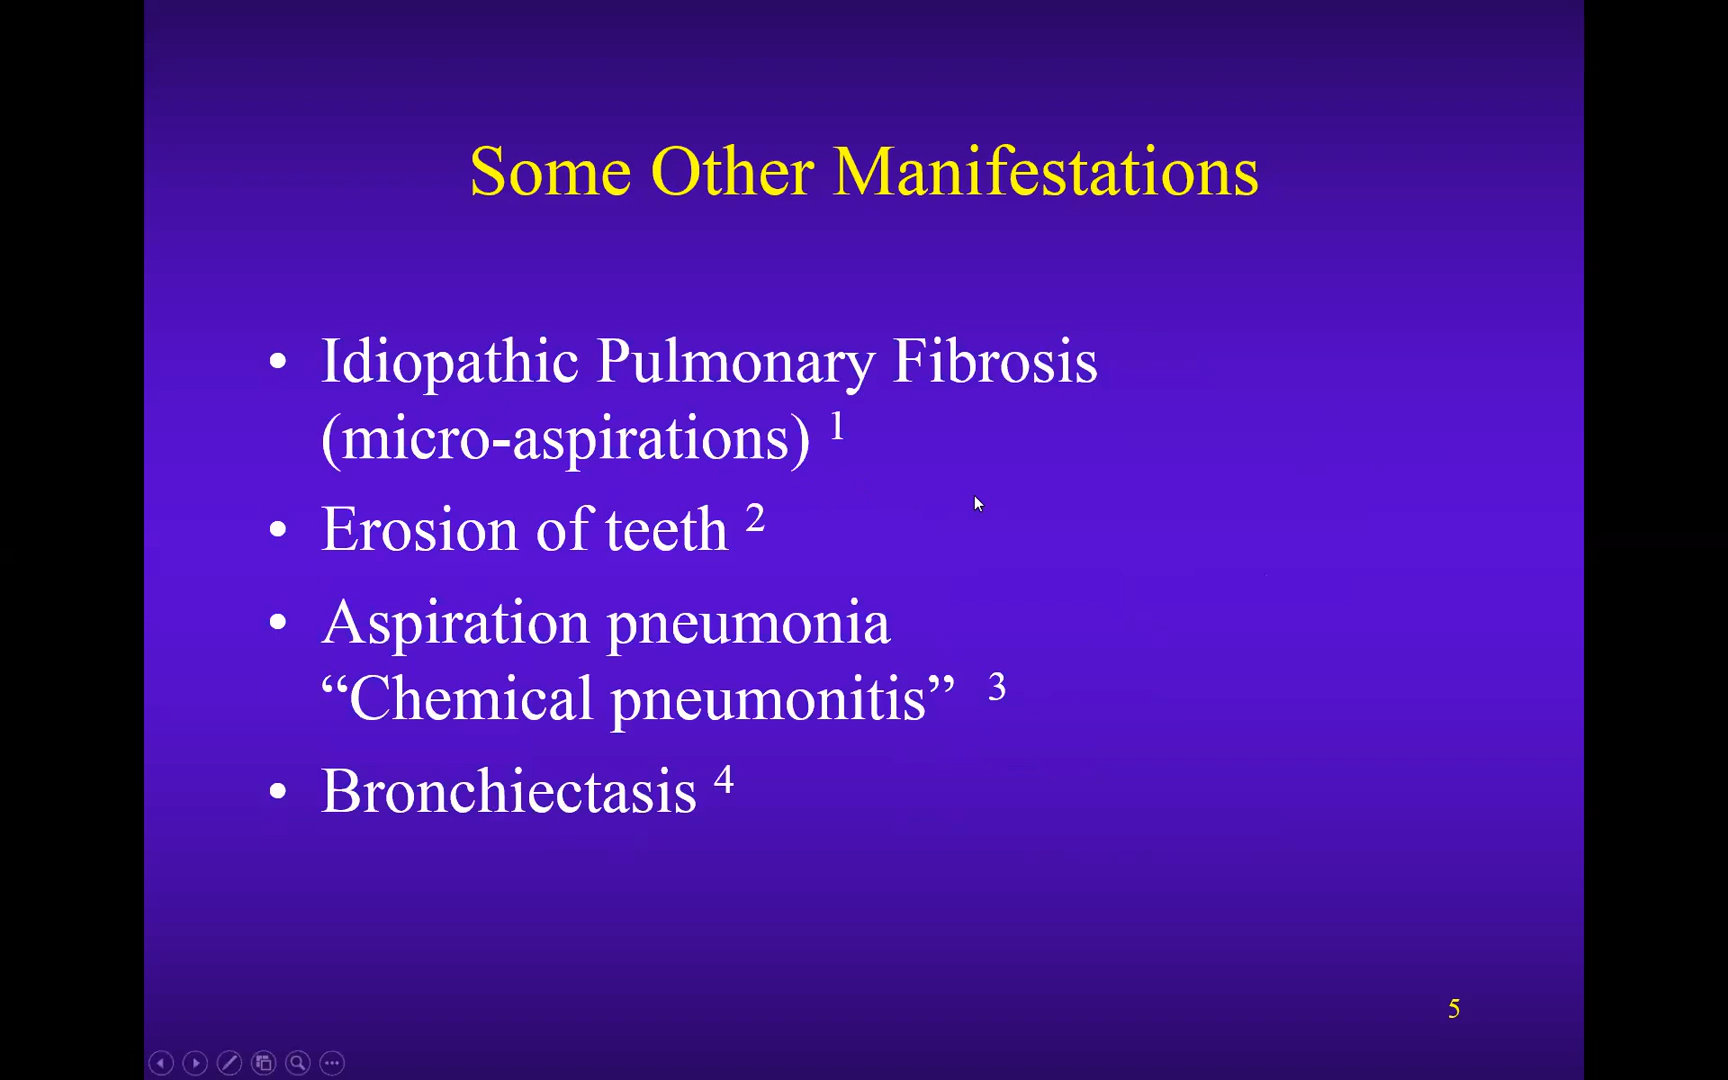 Some Other Manifestations
• Idiopathic Pulmonary Fibrosis
(micro-aspirations) 1
• Erosion of teeth 2
• Aspiration pneumonia
“Chemical pneumonitis” 3
• Bronchiectasis 4
5